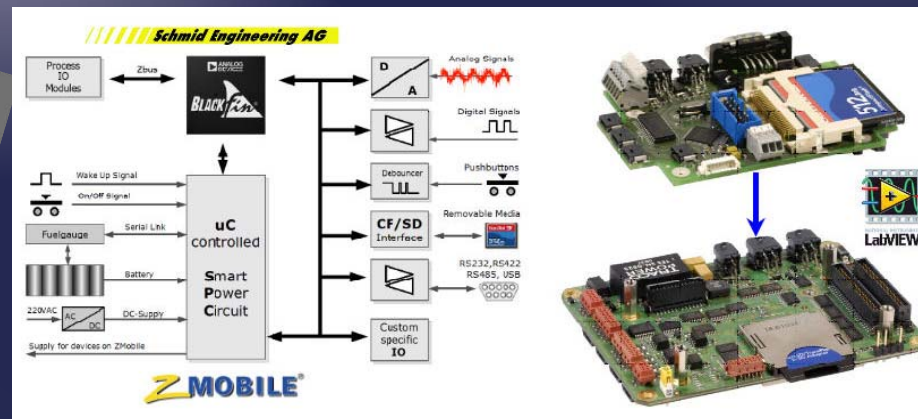 Schmid Engineering AG
Process
IO
Modules
Zbus
ANALOG
DEVICES
BLACKfin
D
A
Analog Signals
Digital Signals
Debouncer
Pushbuttons
CF/SD
Interface
Removable Media
RS232,RS422
RS485, USB
Custom
specific
IO
Wake Up Signal
On/Off Signal
Fuelgauge
Serial Link
Battery
220VAC
AC
DC
DC-Supply
Supply for devices on ZMobile
uC
controlled
Smart
Power
Circuit
ZMOBILE®
512
LabVIEW